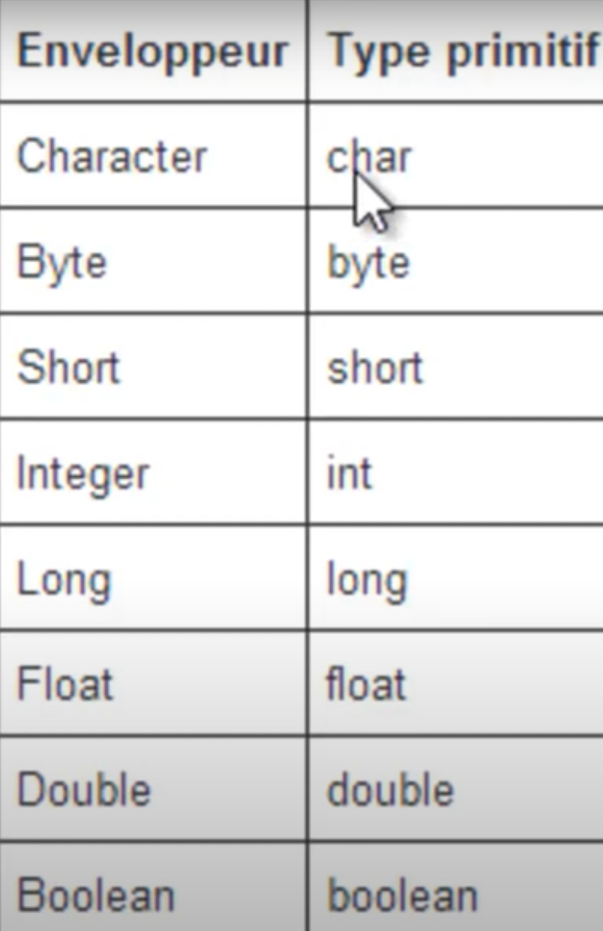 Enveloppeur Type primitif
Character char
Byte byte
Short short
Integer int
Long long
Float float
Double double
Boolean boolean